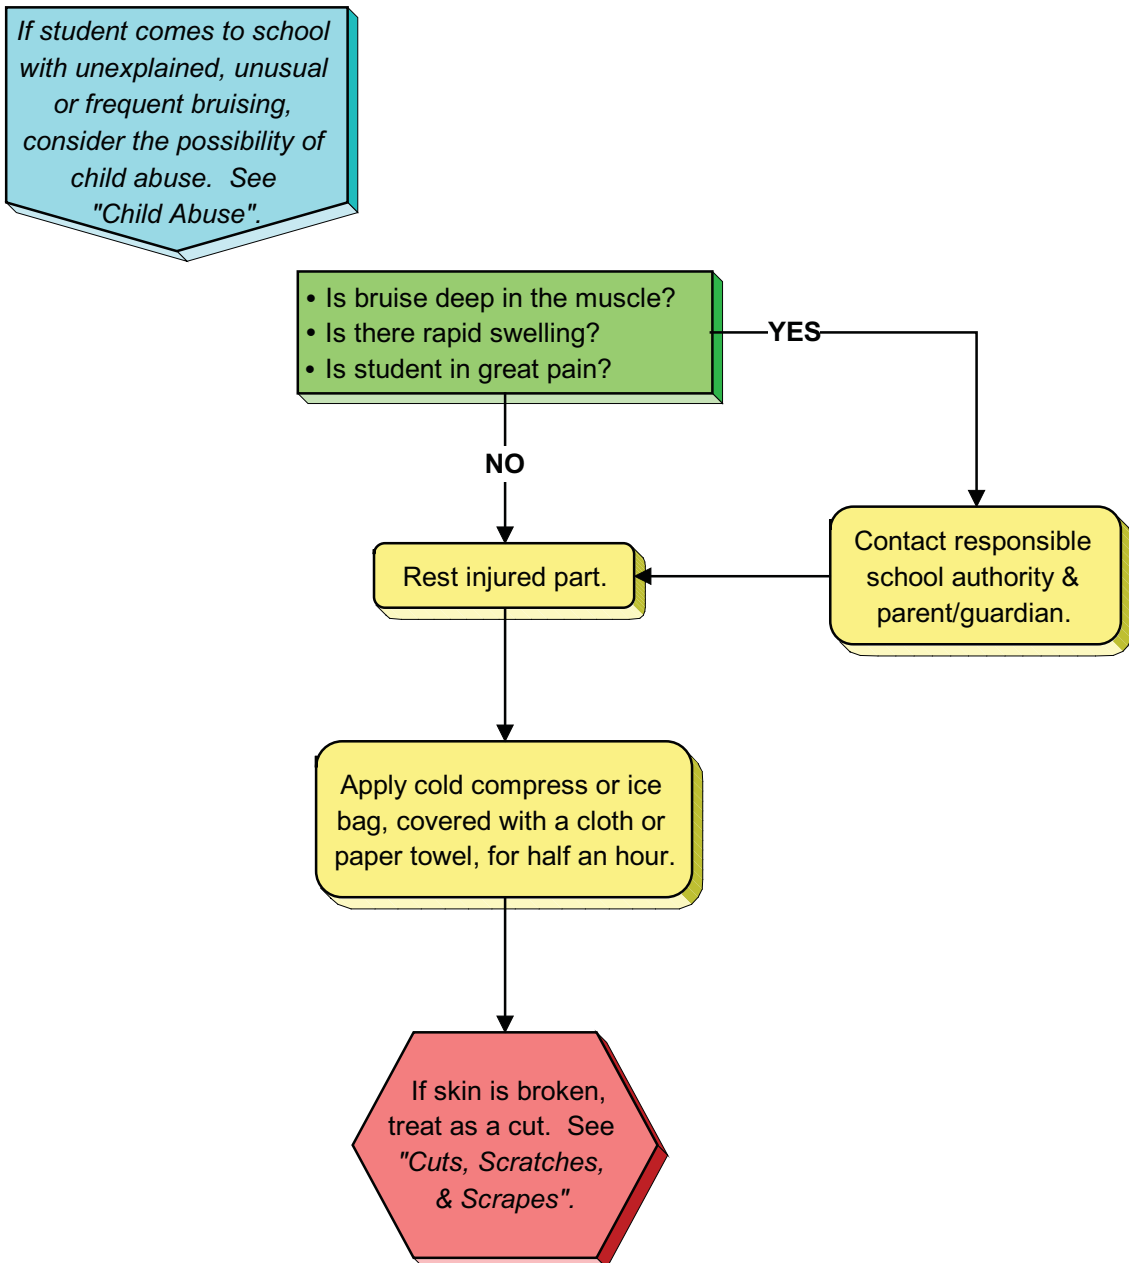 If student comes to school
with unexplained, unusual
or frequent bruising,
consider the possibility of
child abuse.  See
"Child Abuse".
• Is bruise deep in the muscle?
• Is there rapid swelling?
• Is student in great pain?
YES
NO
Contact responsible
school authority &
parent/guardian.
Rest injured part.
Apply cold compress or ice
bag, covered with a cloth or
paper towel, for half an hour.
If skin is broken,
treat as a cut.  See
"Cuts, Scratches,
& Scrapes".